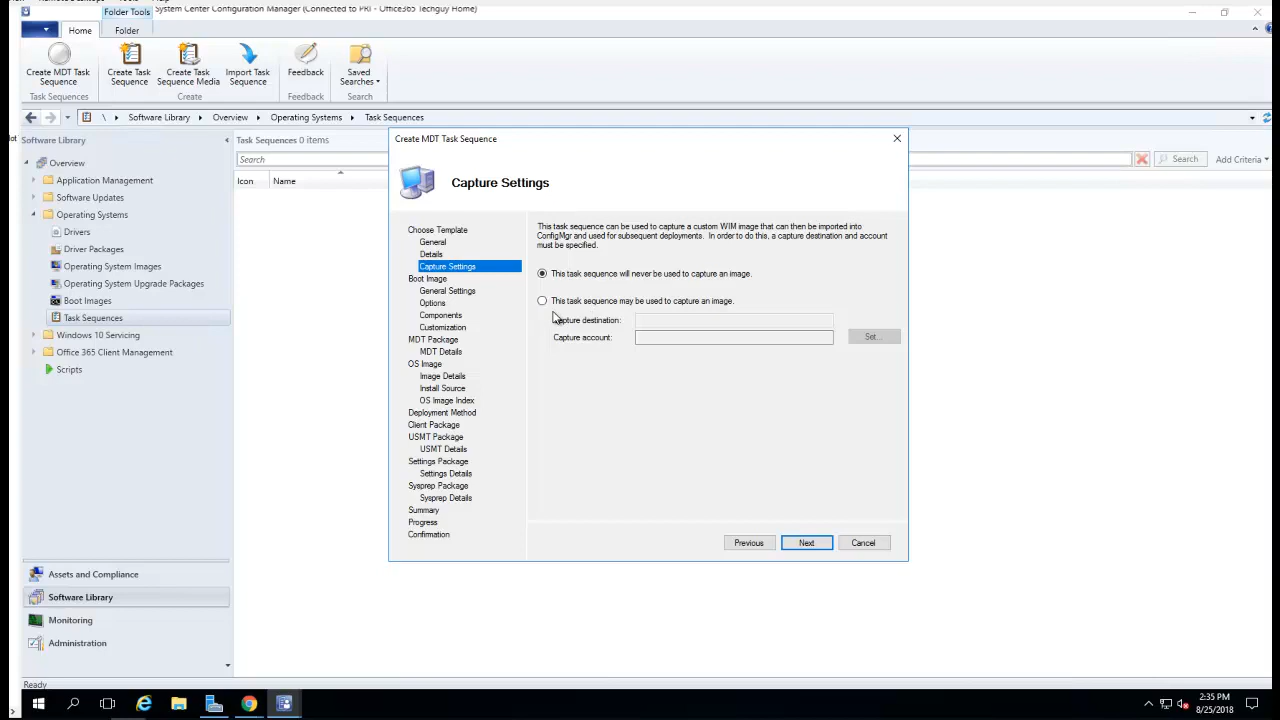 Folder Tools
System Center Configuration Manager (Connected to PRI - Office365 Techguy Home)
Home
Folder
Create MDT Task
Sequence
Create Task
Sequence
Create Task
Sequence Media
Import Task
Sequence
Feedback
Saved
Searches
Task Sequences
Create
Feedback
Search
\ Software Library Overview Operating Systems Task Sequences
Software Library
Overview
Application Management
Software Updates
Operating Systems
Drivers
Driver Packages
Operating System Images
Operating System Upgrade Packages
Boot Images
Task Sequences
Windows 10 Servicing
Office 365 Client Management
Scripts
Assets and Compliance
Software Library
Monitoring
Administration
Ready
Task Sequences 0 items
Search
Search
Add Criteria
Icon
Name
Create MDT Task Sequence
Capture Settings
Choose Template
General
Details
Capture Settings
Boot Image
General Settings
Options
Components
Customization
MDT Package
MDT Details
OS Image
Image Details
Install Source
OS Image Index
Deployment Method
Client Package
USMT Package
USMT Details
Settings Package
Settings Details
Sysprep Package
Sysprep Details
Summary
Progress
Confirmation
This task sequence can be used to capture a custom WIM image that can then be imported into
ConfigMgr and used for subsequent deployments. In order to do this, a capture destination and account
must be specified.
This task sequence will never be used to capture an image.
This task sequence may be used to capture an image.
Capture destination:
Capture account:
Set...
Previous
Next
Cancel
2:35 PM
8/25/2018